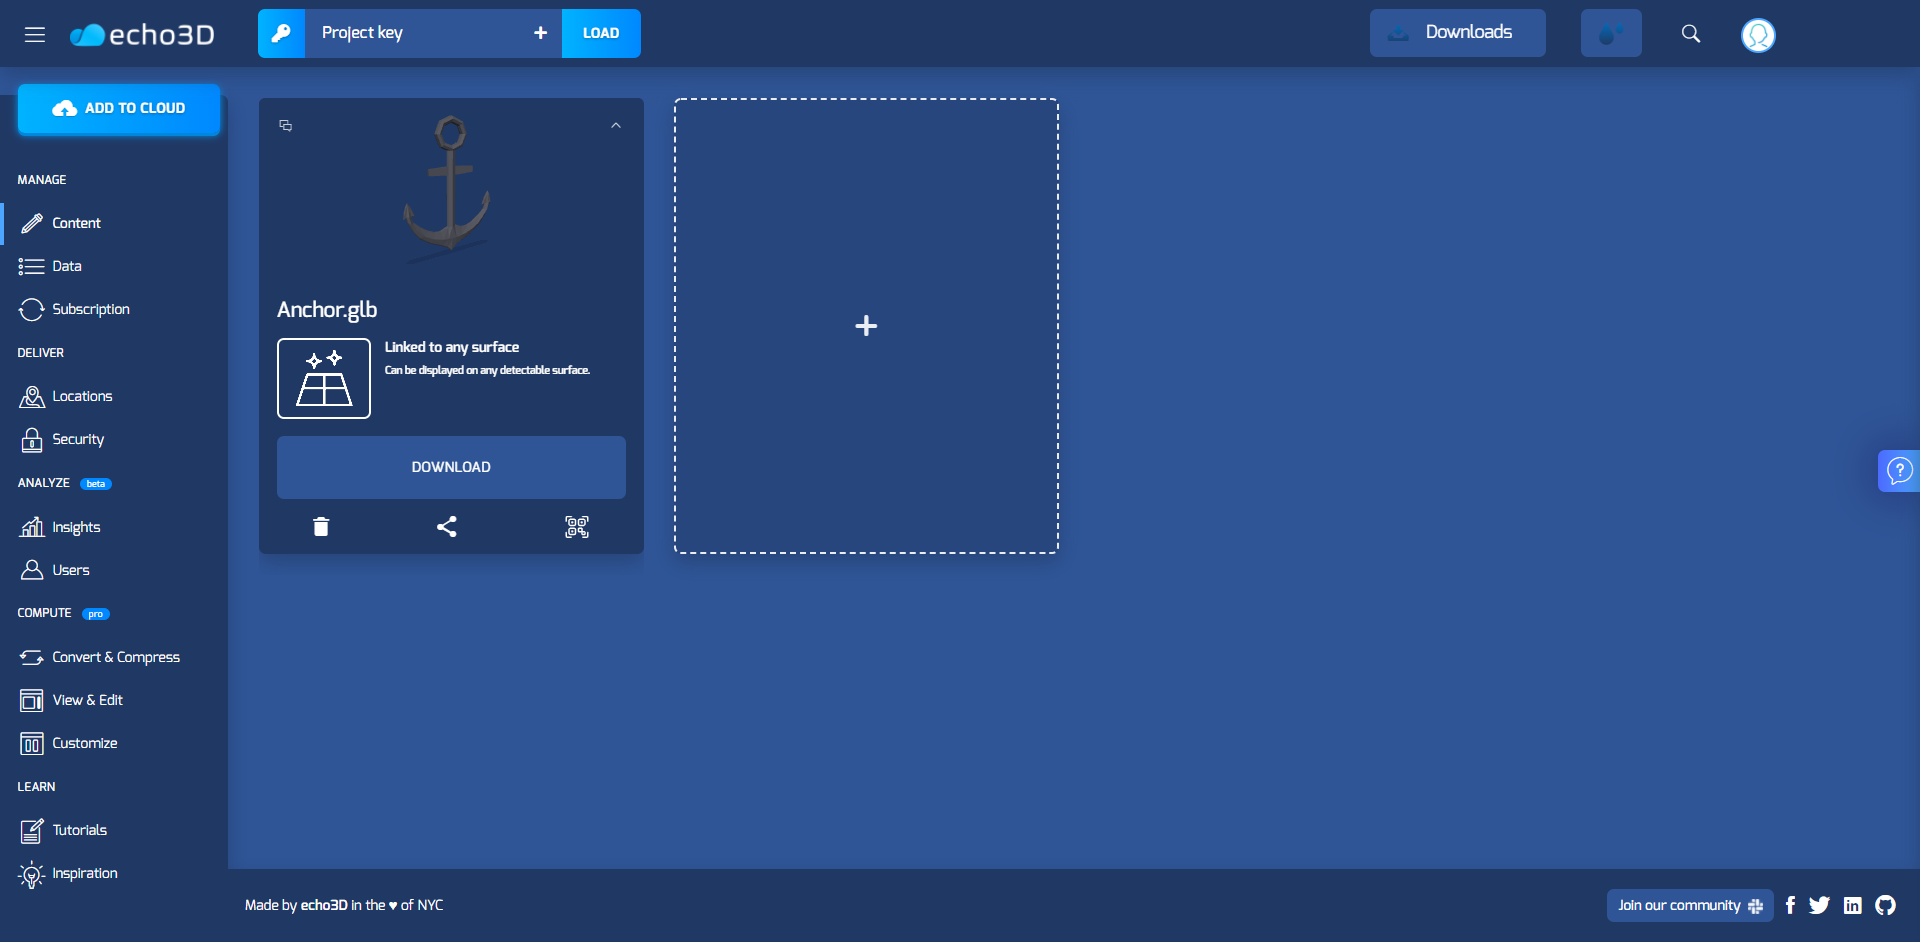 echo3D
Project key
LOAD
Downloads
ADD TO CLOUD
MANAGE
Content
Data
Subscription
DELIVER
Locations
Security
ANALYZE beta
Insights
Users
COMPUTE pro
Convert & Compress
View & Edit
Customize
LEARN
Tutorials
Inspiration
Anchor.glb
Linked to any surface
Can be displayed on any detectable surface.
DOWNLOAD
Made by echo3D in the ♥ of NYC
Join our community